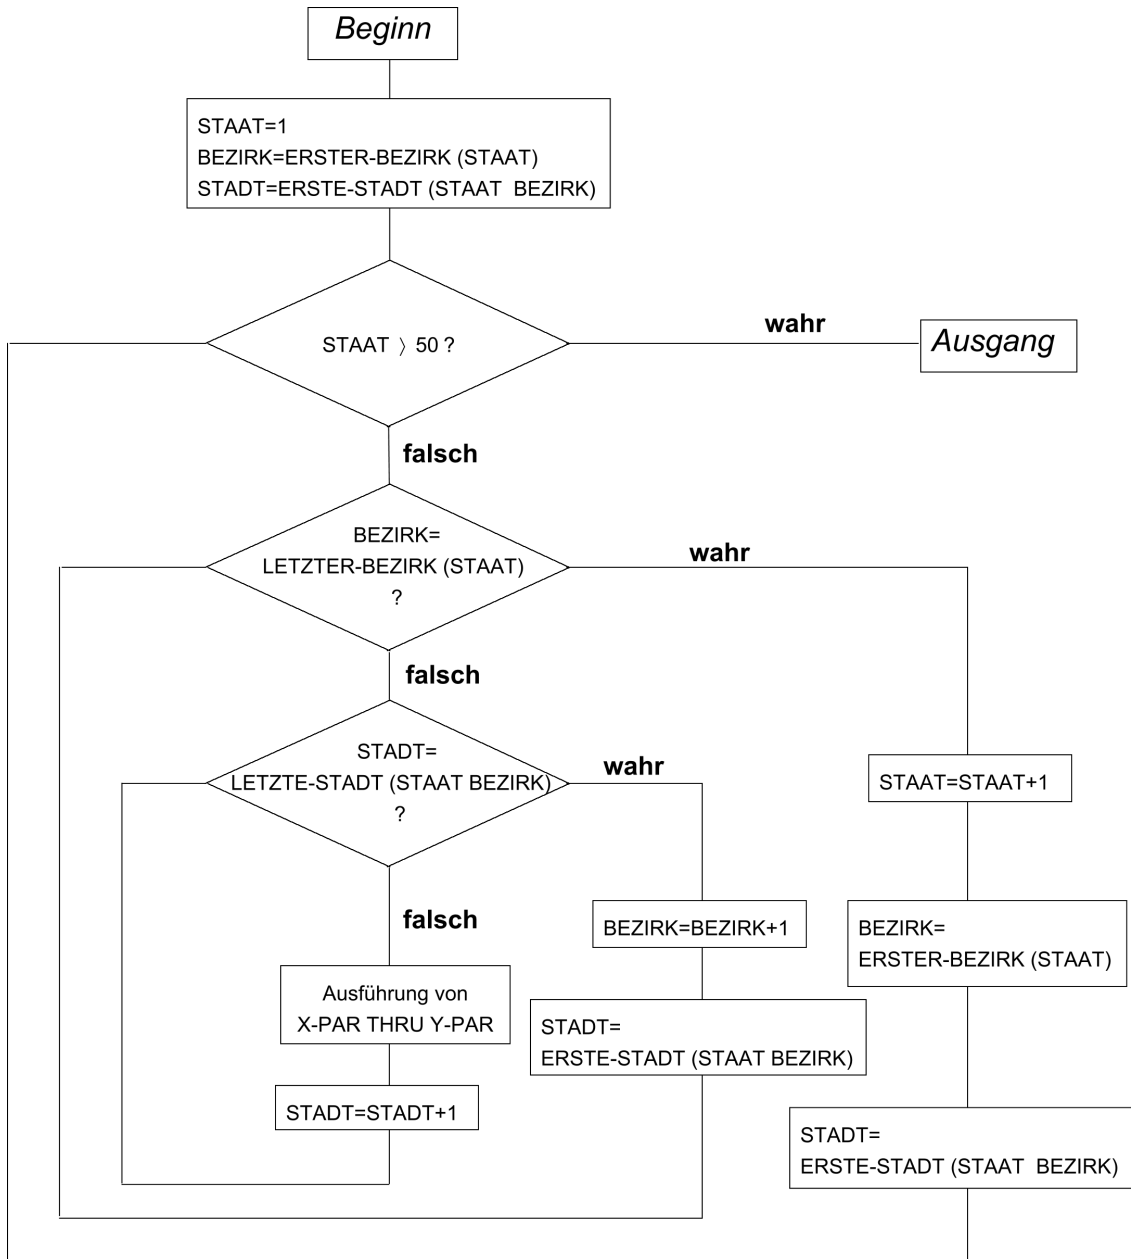 Beginn
STAAT=1
BEZIRK=ERSTER-BEZIRK (STAAT)
STADT=ERSTE-STADT (STAAT  BEZIRK)
STAAT 〉 50 ?
wahr
Ausgang
falsch
BEZIRK=
LETZTER-BEZIRK (STAAT)
?
wahr
falsch
STADT=
LETZTE-STADT (STAAT BEZIRK)
?
wahr
STAAT=STAAT+1
falsch
BEZIRK=BEZIRK+1
BEZIRK=
ERSTER-BEZIRK (STAAT)
Ausführung von
X-PAR THRU Y-PAR
STADT=
ERSTE-STADT (STAAT BEZIRK)
STADT=STADT+1
STADT=
ERSTE-STADT (STAAT  BEZIRK)